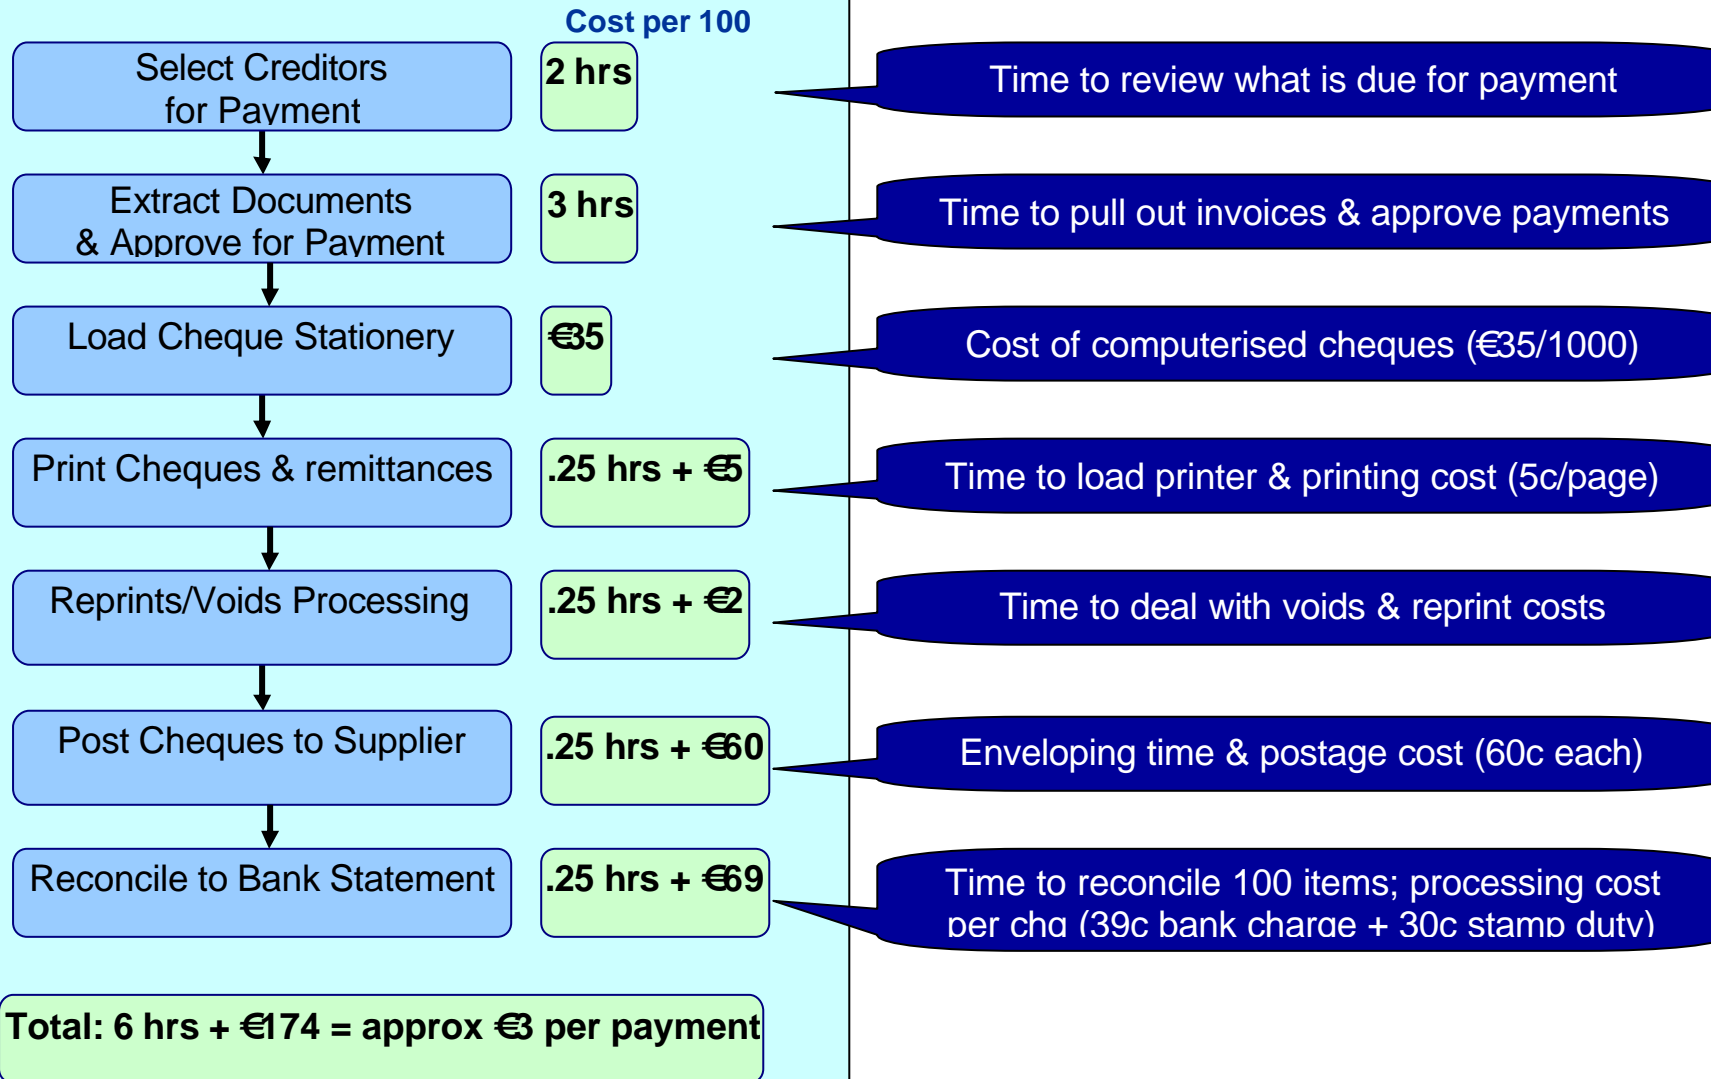 Cost per 100
Select Creditors
for Payment
2 hrs
Time to review what is due for payment
Extract Documents
& Approve for Payment
3 hrs
Time to pull out invoices & approve payments
Load Cheque Stationery
€35
Cost of computerised cheques (€35/1000)
Print Cheques & remittances
.25 hrs + €5
Time to load printer & printing cost (5c/page)
Reprints/Voids Processing
.25 hrs + €2
Time to deal with voids & reprint costs
Post Cheques to Supplier
.25 hrs + €60
Enveloping time & postage cost (60c each)
Reconcile to Bank Statement
.25 hrs + €69
Time to reconcile 100 items; processing cost
per chq (39c bank charge + 30c stamp duty)
Total: 6 hrs + €174 = approx €3 per payment